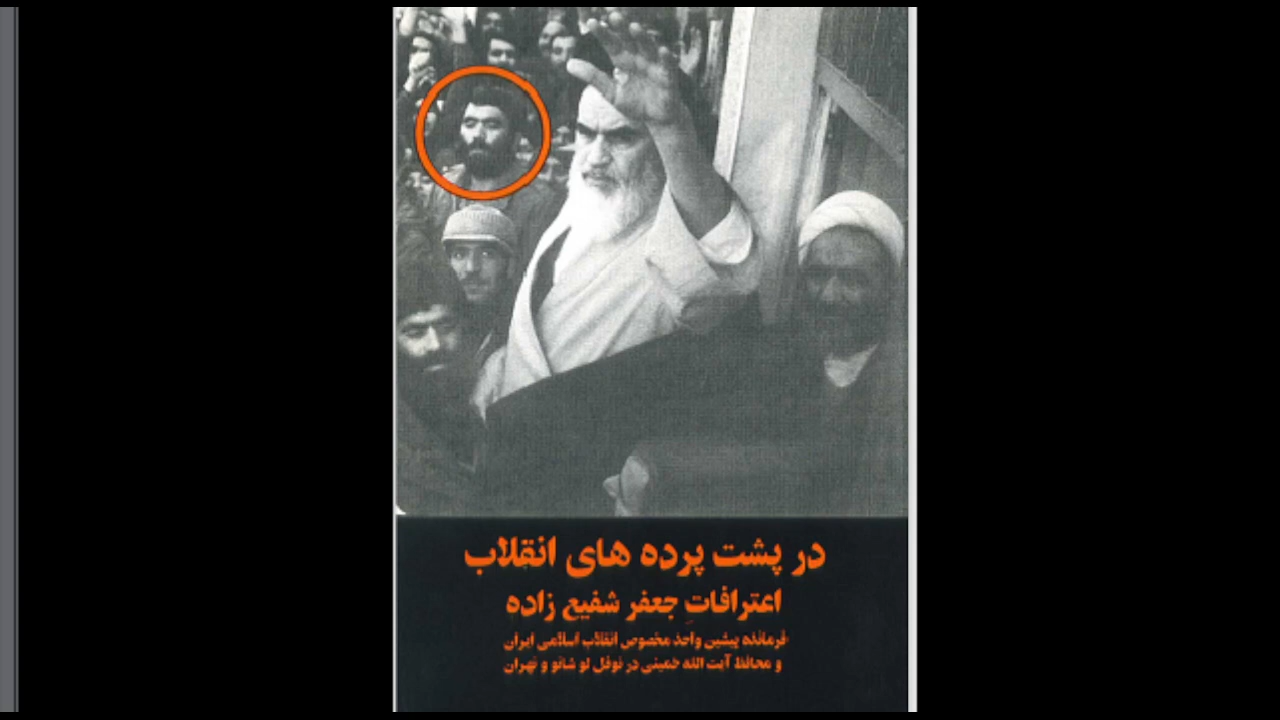 در پشت پرده های انقلاب
اعترافاتِ جعفر شفیع زاده
فرمانده پیشین واحد مخصوص انقلاب اسلامی ایران
و محافظ آیت الله خمینی در نوفل لو شاتو و تهران